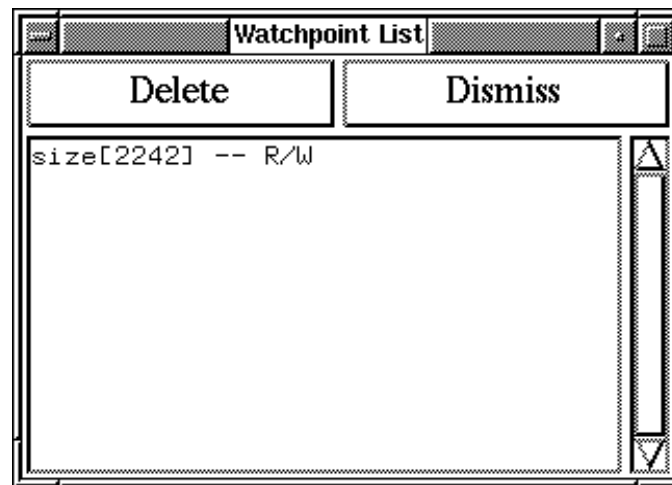 Watchpoint List
Delete Dismiss
size[2242] -- R/W